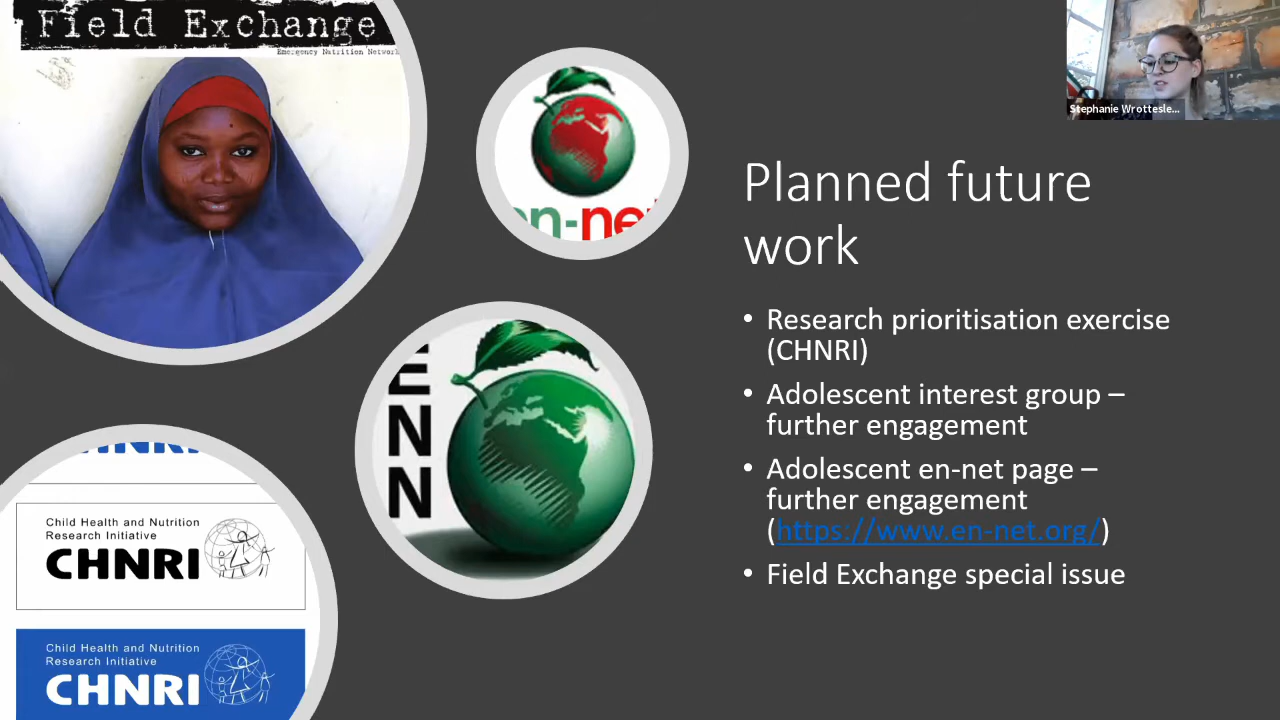 Field Exchange
Emergency Nutrition Network
en-net
ENN
CHNRI
Child Health and Nutrition
Research Initiative
CHNRI
Child Health and Nutrition
Research Initiative
CHNRI
Stephanie Wrottesle...
Planned future
work
• Research prioritisation exercise
(CHNRI)
• Adolescent interest group –
further engagement
• Adolescent en-net page –
further engagement
(https://www.en-net.org/)
• Field Exchange special issue